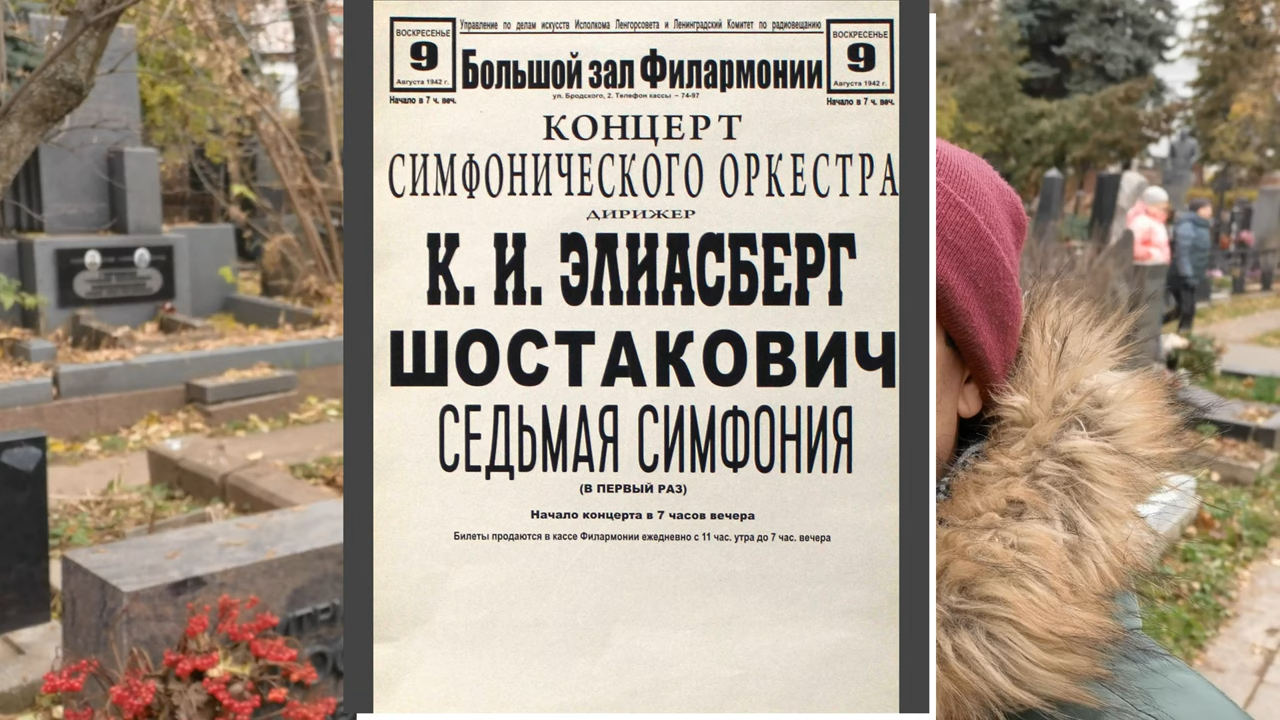 Управление по делам искусств Исполкома Ленгорсовета и Ленинградский Комитет по радиовещанию
ВОСКРЕСЕНЬЕ
9
Августа 1942 г.
Начало в 7 ч. веч.
Большой зал Филармонии
ул. Бродского, 2. Телефон кассы – 74-97
ВОСКРЕСЕНЬЕ
9
Августа 1942 г.
Начало в 7 ч. веч.
КОНЦЕРТ
СИМФОНИЧЕСКОГО ОРКЕСТРА
ДИРИЖЕР
К. И. ЭЛИАСБЕРГ
ШОСТАКОВИЧ
СЕДЬМАЯ СИМФОНИЯ
(В ПЕРВЫЙ РАЗ)
Начало концерта в 7 часов вечера
Билеты продаются в кассе Филармонии ежедневно с 11 час. утра до 7 час. вечера